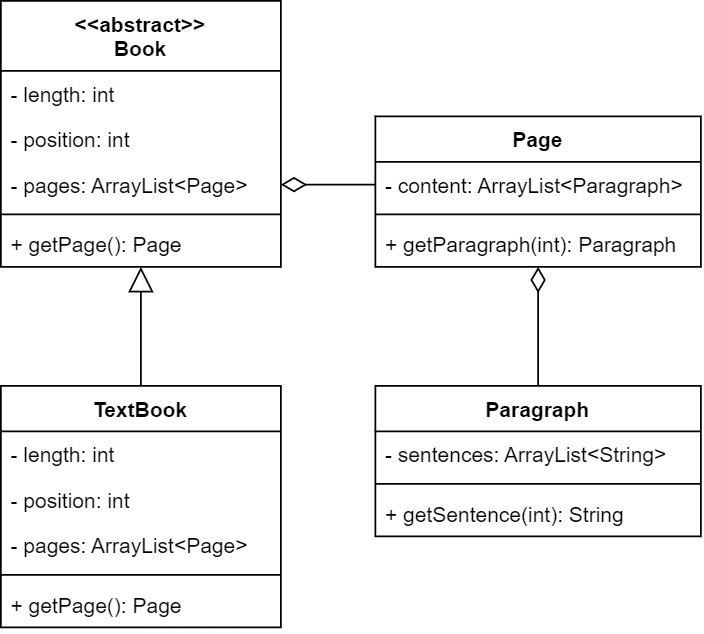 <<abstract>>
Book
- length: int
- position: int
- pages: ArrayList<Page>
+ getPage(): Page
Page
- content: ArrayList<Paragraph>
+ getParagraph(int): Paragraph
TextBook
- length: int
- position: int
- pages: ArrayList<Page>
+ getPage(): Page
Paragraph
- sentences: ArrayList<String>
+ getSentence(int): String